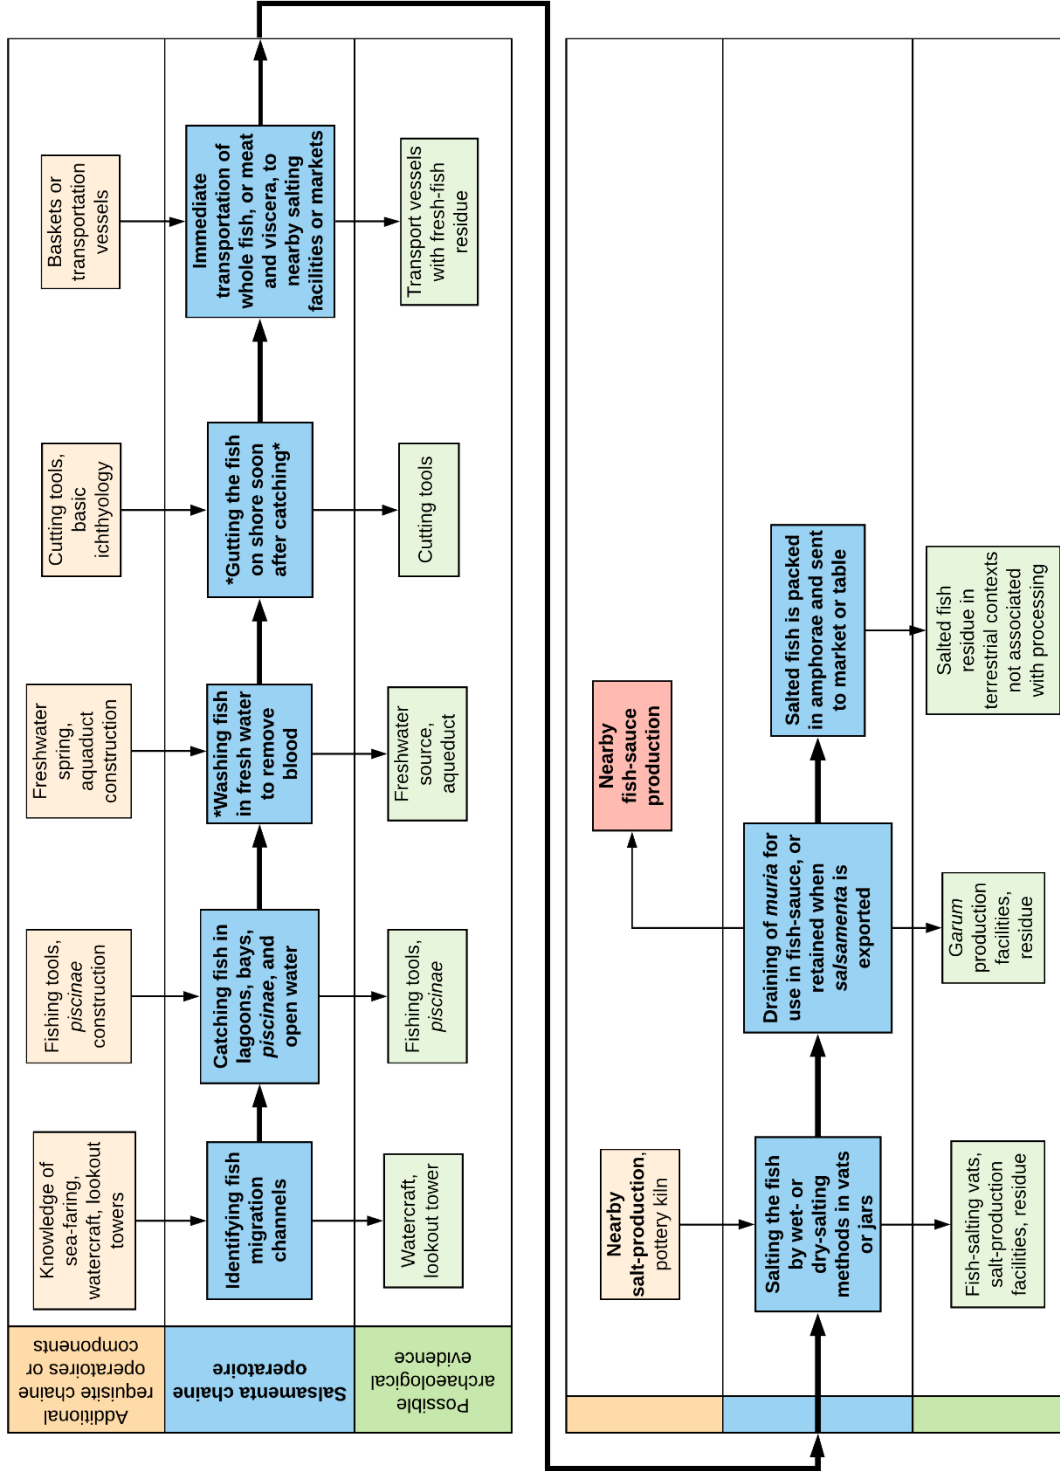 Additional
requisite chaine
operatoires or
components
Knowledge of
sea-faring,
watercraft, lookout
towers
Fishing tools,
piscinae
construction
Freshwater
spring,
aquaduct
construction
Cutting tools,
basic
ichthyology
Baskets or
transportation
vessels
Salsamenta chaine
operatoire
Identifying fish
migration
channels
Catching fish in
lagoons, bays,
piscinae, and
open water
*Washing fish
in fresh water
to remove
blood
*Gutting the fish
on shore soon
after catching*
Immediate
transportation of
whole fish, or meat
and viscera, to
nearby salting
facilities or markets
Possible
archaeological
evidence
Watercraft,
lookout tower
Fishing tools,
piscinae
Freshwater
source,
aqueduct
Cutting tools
Transport vessels
with fresh-fish
residue
Nearby
salt-production,
pottery kiln
Nearby
fish-sauce
production
Salting the fish
by wet- or
dry-salting
methods in vats
or jars
Draining of muria for
use in fish-sauce, or
retained when
salsamenta is
exported
Salted fish is packed
in amphorae and sent
to market or table
Fish-salting vats,
salt-production
facilities, residue
Garum
production
facilities,
residue
Salted fish
residue in
terrestrial contexts
not associated
with processing